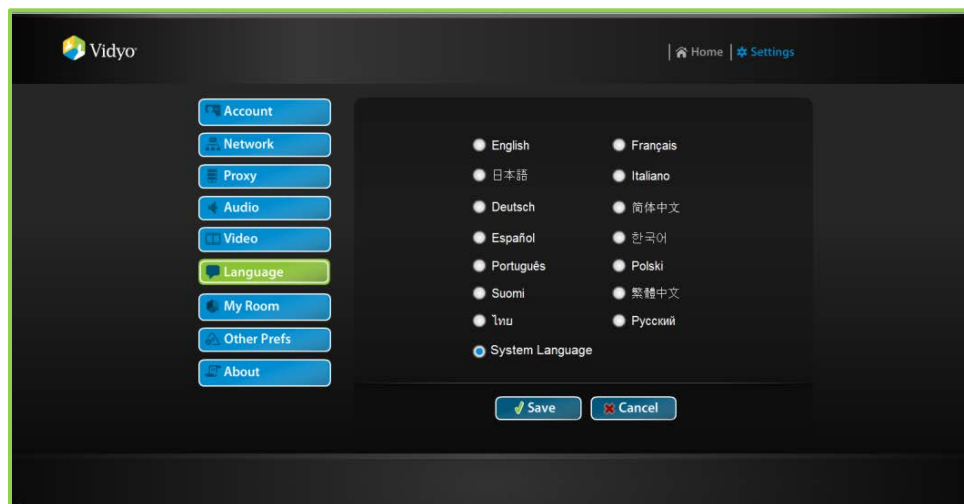 Vidyo
Home Settings
Account
Network
Proxy
Audio
Video
Language
My Room
Other Prefs
About
English Français
日本語 Italiano
Deutsch 简体中文
Español 한국어
Português Polski
Suomi 繁體中文
ไทย Русский
System Language
Save Cancel